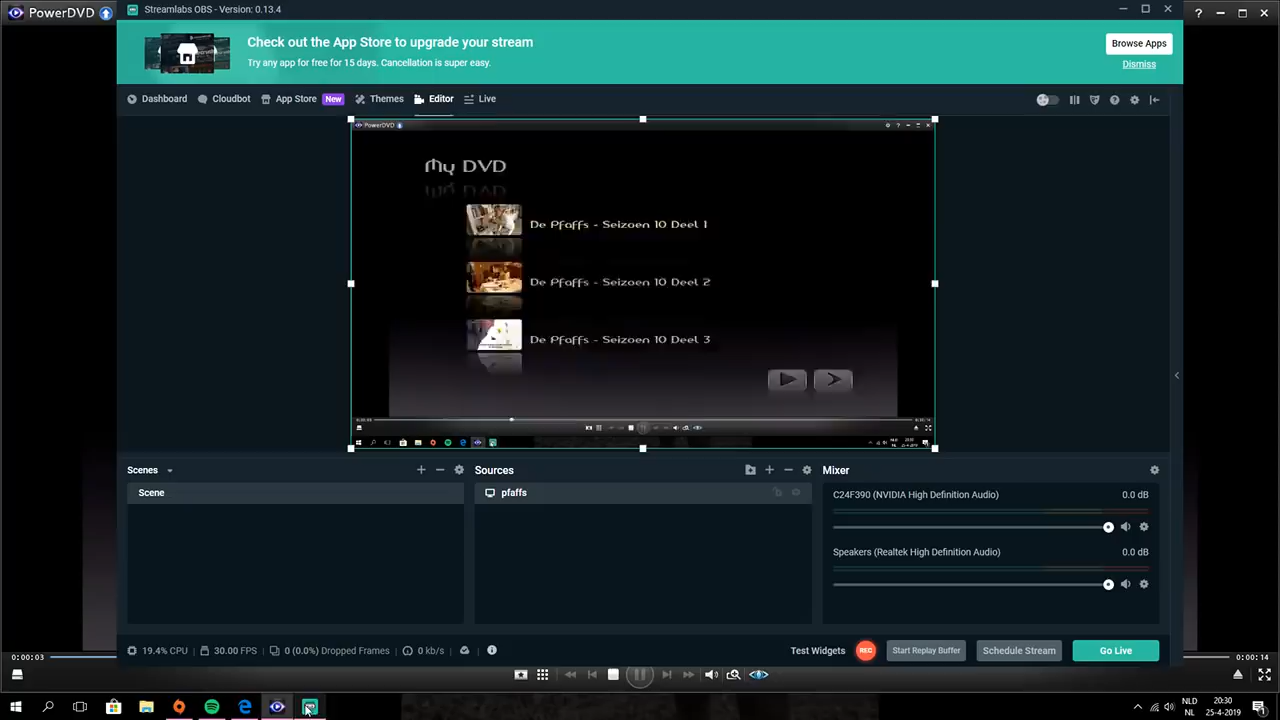 PowerDVD
Streamlabs OBS - Version: 0.13.4
Check out the App Store to upgrade your stream
Try any app for free for 15 days. Cancellation is super easy.
Browse Apps
Dismiss
Dashboard
Cloudbot
App Store
New
Themes
Editor
Live
PowerDVD
My DVD
De Pfaffs - Seizoen 10 Deel 1
De Pfaffs - Seizoen 10 Deel 2
De Pfaffs - Seizoen 10 Deel 3
Scenes
Sources
Mixer
Scene
pfaffs
C24F390 (NVIDIA High Definition Audio)
0.0 dB
Speakers (Realtek High Definition Audio)
0.0 dB
19.4% CPU
30.00 FPS
0 (0.0%) Dropped Frames
0 kb/s
Test Widgets
REC
Start Replay Buffer
Schedule Stream
Go Live
0:00:03
0:00:14
NLD
NL
20:30
25-4-2019
1